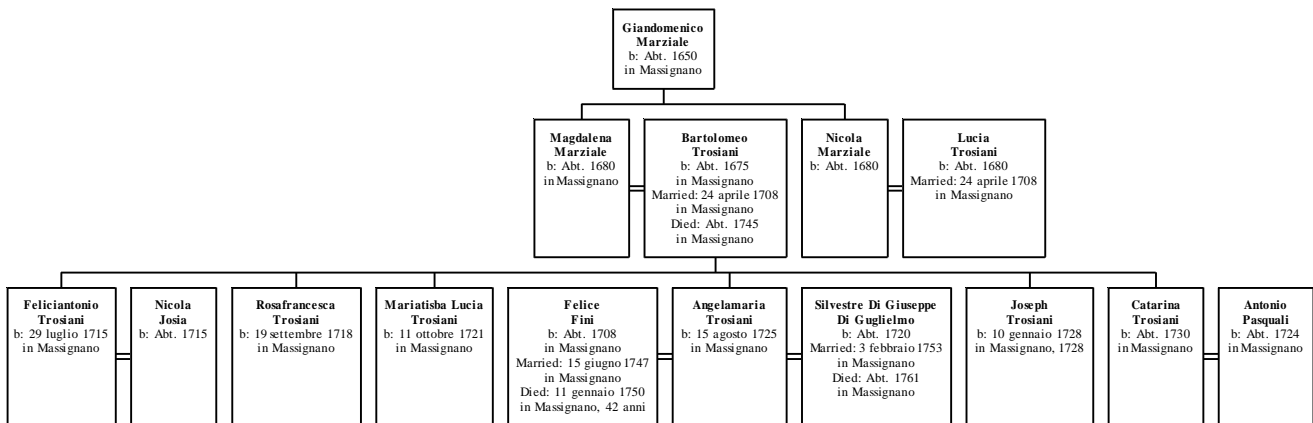 Giandomenico
Marziale
b: Abt. 1650
in Massignano
Magdalena
Marziale
b: Abt. 1680
in Massignano
Bartolomeo
Trosiani
b: Abt. 1675
in Massignano
Married: 24 aprile 1708
in Massignano
Died: Abt. 1745
in Massignano
Nicola
Marziale
b: Abt. 1680
Lucia
Trosiani
b: Abt. 1680
Married: 24 aprile 1708
in Massignano
Feliciantonio
Trosiani
b: 29 luglio 1715
in Massignano
Nicola
Josia
b: Abt. 1715
Rosafrancesca
Trosiani
b: 19 settembre 1718
in Massignano
Mariatisba Lucia
Trosiani
b: 11 ottobre 1721
in Massignano
Felice
Fini
b: Abt. 1708
in Massignano
Married: 15 giugno 1747
in Massignano
Died: 11 gennaio 1750
in Massignano, 42 anni
Angelamaria
Trosiani
b: 15 agosto 1725
in Massignano
Silvestre Di Giuseppe
Di Guglielmo
b: Abt. 1720
Married: 3 febbraio 1753
in Massignano
Died: Abt. 1761
in Massignano
Joseph
Trosiani
b: 10 gennaio 1728
in Massignano, 1728
Catarina
Trosiani
b: Abt. 1730
in Massignano
Antonio
Pasquali
b: Abt. 1724
in Massignano